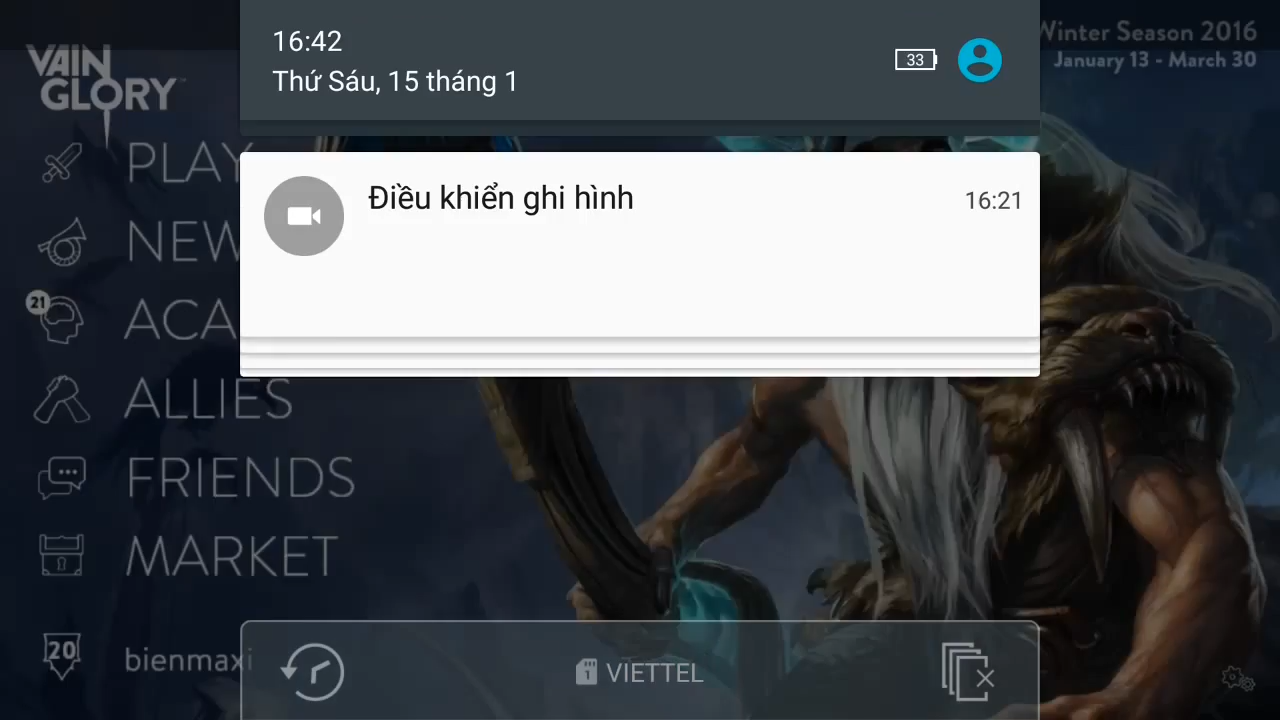 16:42
Thứ Sáu, 15 tháng 1
33
Winter Season 2016
January 13 - March 30
VAIN
GLORY
PLAY
Điều khiển ghi hình
16:21
NEW
21
ACA
ALLIES
FRIENDS
MARKET
20
bienmaxi
1
VIETTEL